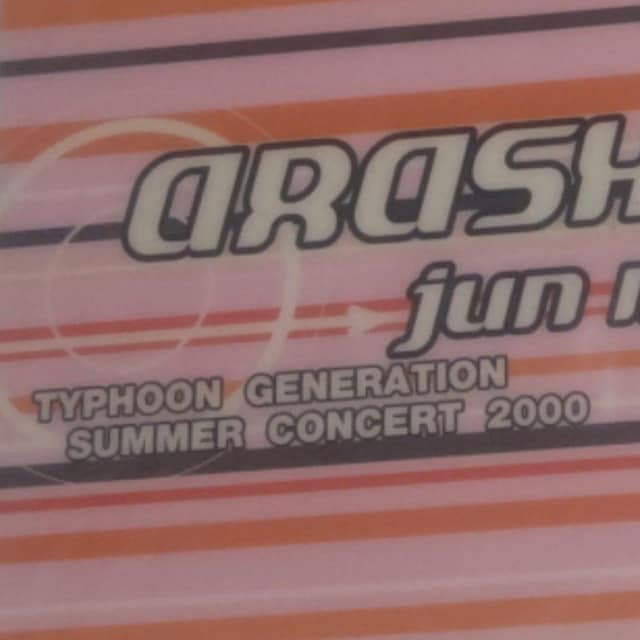 ARASH
jun
TYPHOON GENERATION
SUMMER CONCERT 2000